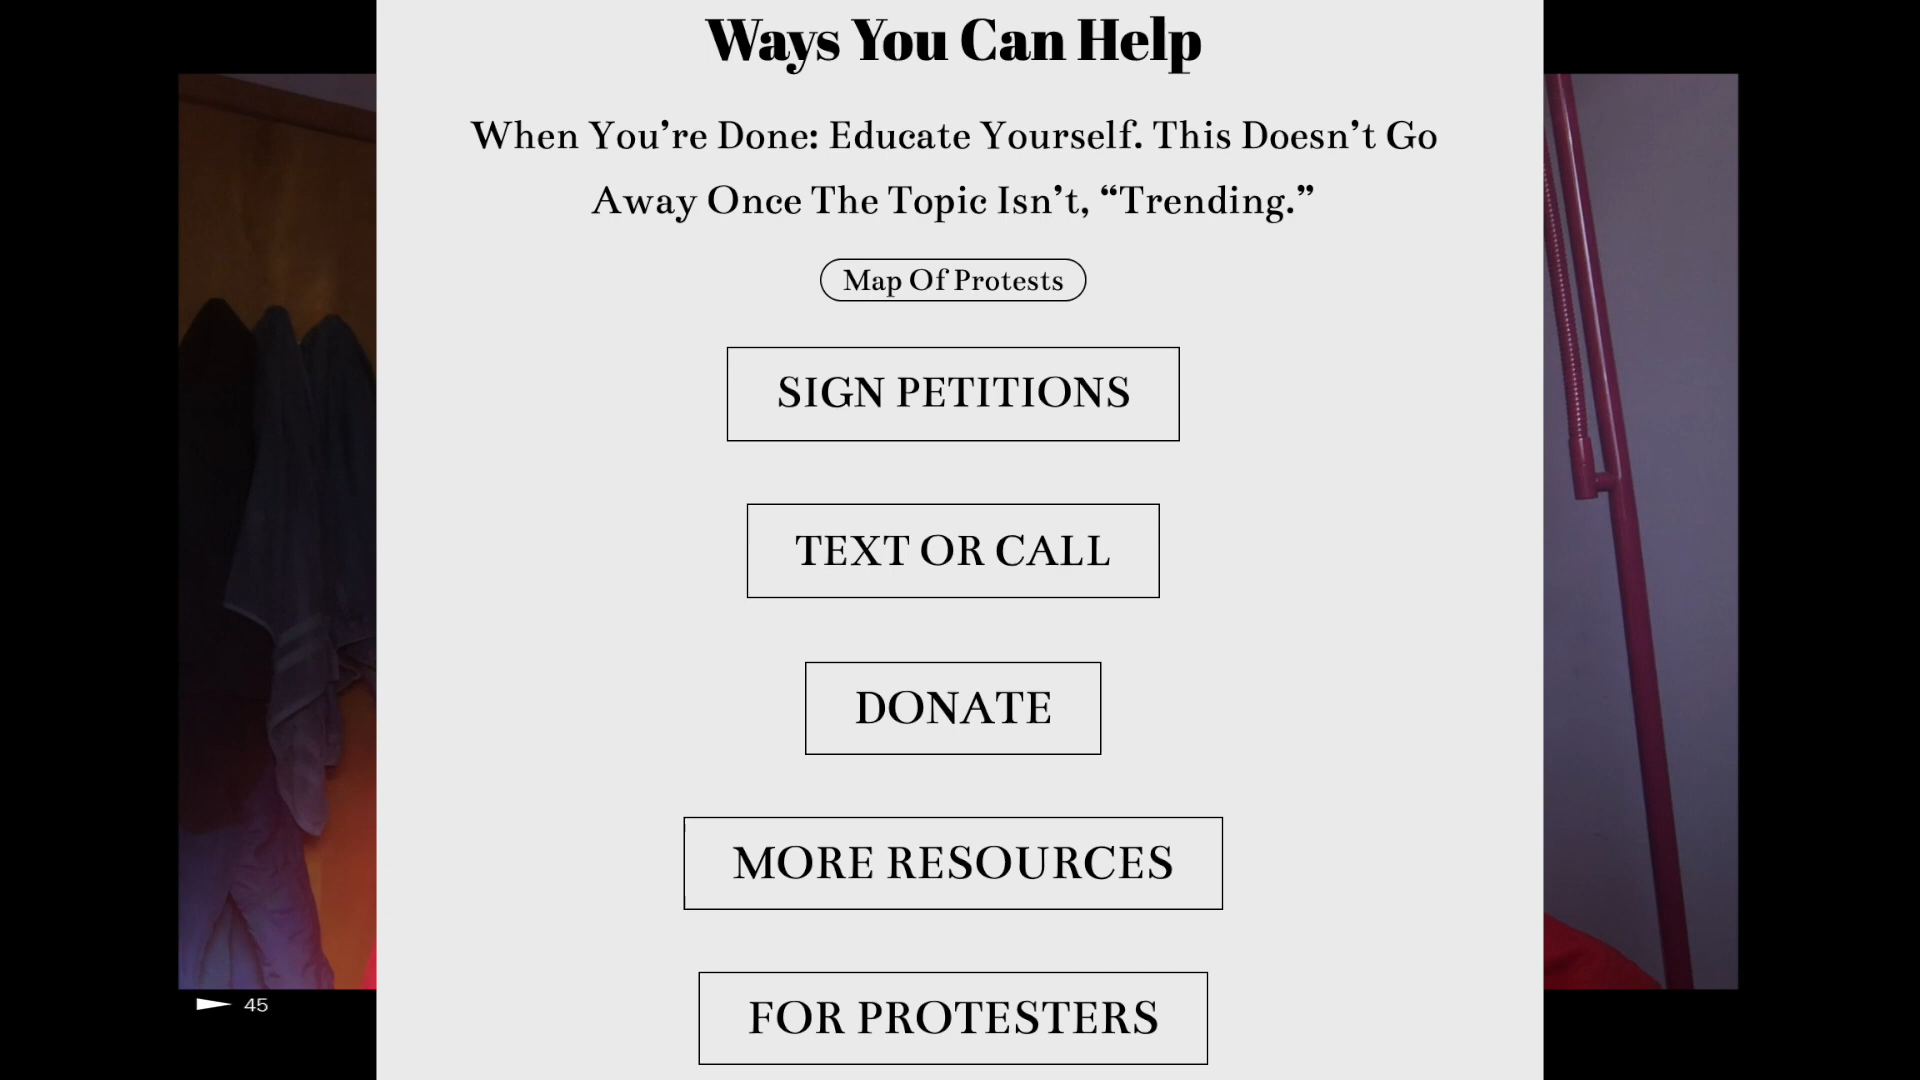 Ways You Can Help
When You’re Done: Educate Yourself. This Doesn’t Go
Away Once The Topic Isn’t, “Trending.”
Map Of Protests
SIGN PETITIONS
TEXT OR CALL
DONATE
MORE RESOURCES
FOR PROTESTERS
45